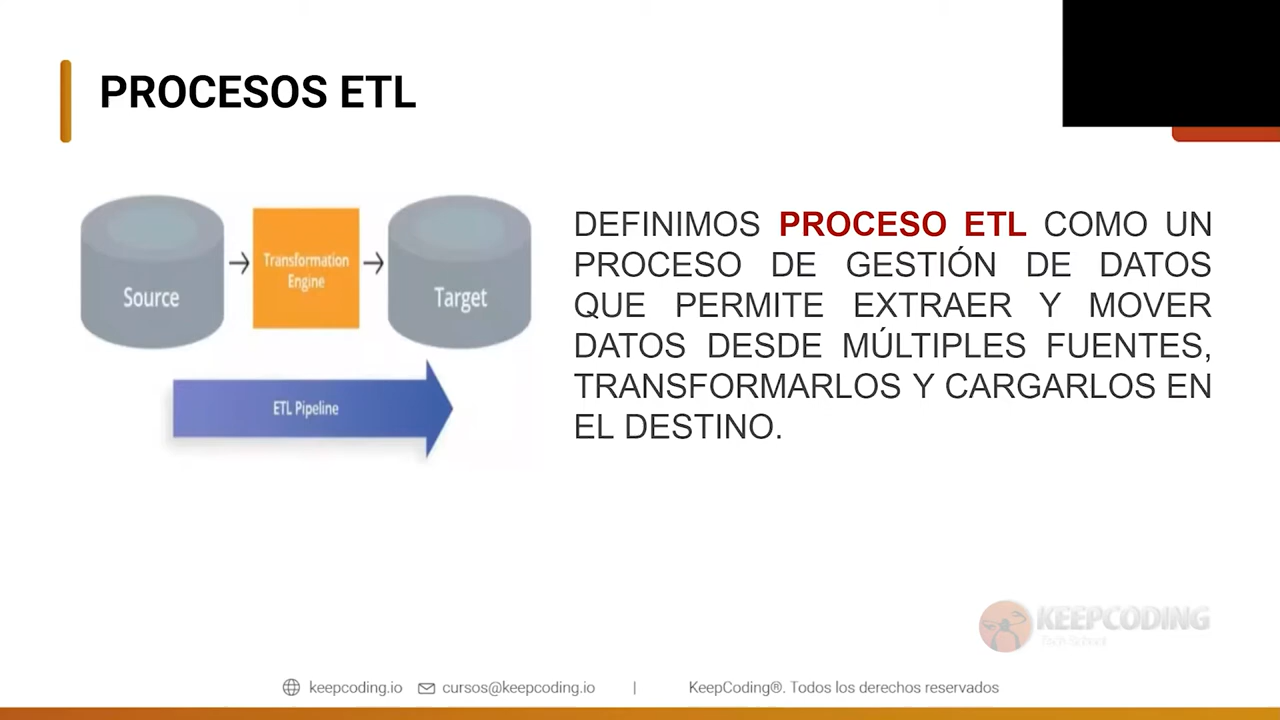 PROCESOS ETL
Source
Transformation
Engine
Target
ETL Pipeline
DEFINIMOS PROCESO ETL COMO UN
PROCESO DE GESTIÓN DE DATOS
QUE PERMITE EXTRAER Y MOVER
DATOS DESDE MÚLTIPLES FUENTES,
TRANSFORMARLOS Y CARGARLOS EN
EL DESTINO.
KEEPCODING
Tech School
keepcoding.io cursos@keepcoding.io | KeepCoding®. Todos los derechos reservados